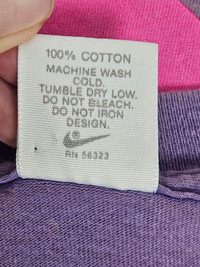 100% COTTON
MACHINE WASH
COLD.
TUMBLE DRY LOW.
DO NOT BLEACH.
DO NOT IRON
DESIGN.
RN 56323